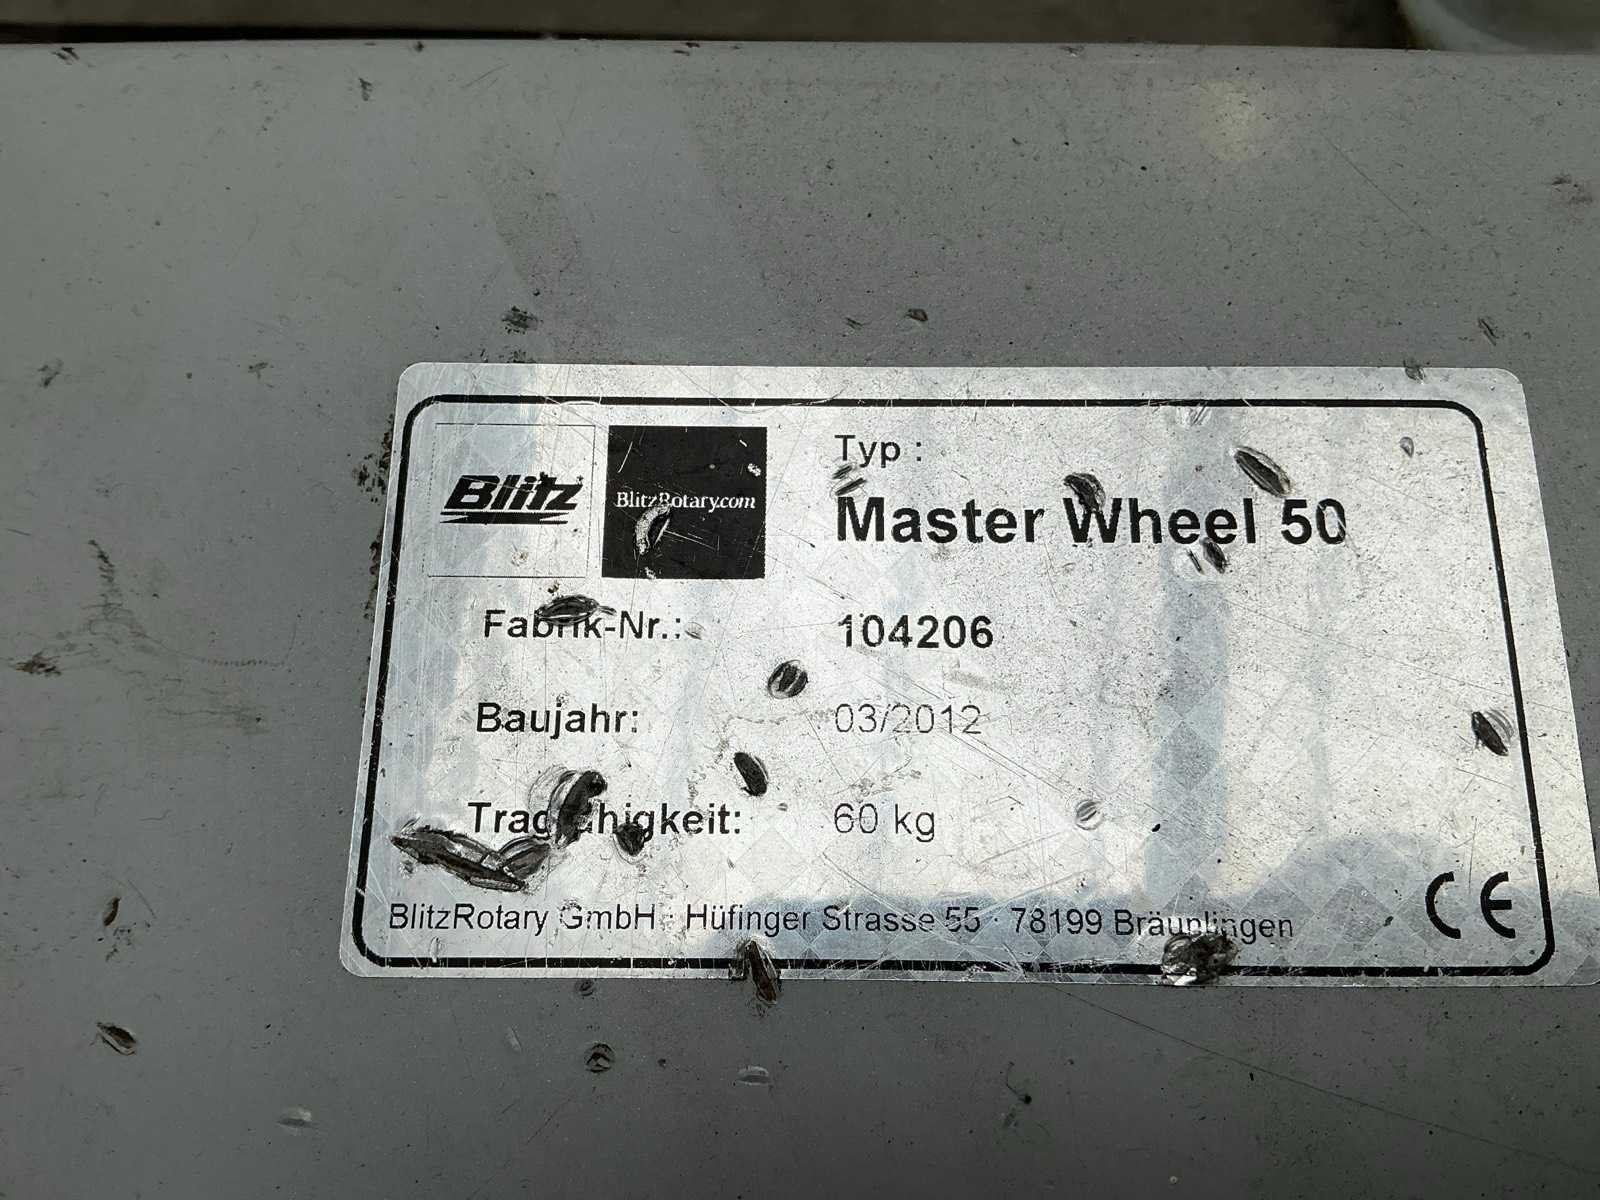 Blitz
BlitzRotary.com
Typ :
Master Wheel 50
Fabrik-Nr.: 104206
Baujahr: 03/2012
Tragfähigkeit: 60 kg
BlitzRotary GmbH · Hüfinger Strasse 55 · 78199 Bräunlingen
CE